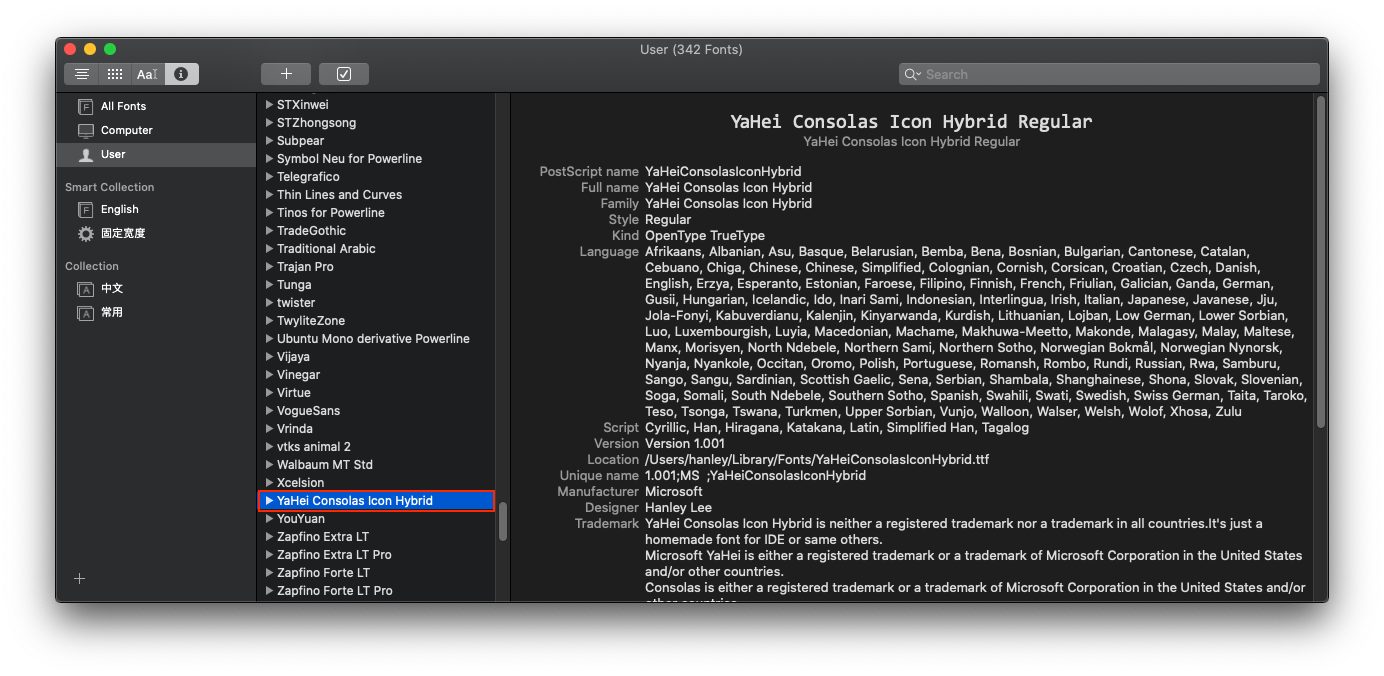 User (342 Fonts)
Aa
Search
All Fonts
Computer
User
Smart Collection
English
固定宽度
Collection
中文
常用
STXinwei
STZhongsong
Subpear
Symbol Neu for Powerline
Telegrafico
Thin Lines and Curves
Tinos for Powerline
TradeGothic
Traditional Arabic
Trajan Pro
Tunga
twister
TwyliteZone
Ubuntu Mono derivative Powerline
Vijaya
Vinegar
Virtue
VogueSans
Vrinda
vtks animal 2
Walbaum MT Std
Xcelsion
YaHei Consolas Icon Hybrid
YouYuan
Zapfino Extra LT
Zapfino Extra LT Pro
Zapfino Forte LT
Zapfino Forte LT Pro
YaHei Consolas Icon Hybrid Regular
YaHei Consolas Icon Hybrid Regular
PostScript name YaHeiConsolasIconHybrid
Full name YaHei Consolas Icon Hybrid
Family YaHei Consolas Icon Hybrid
Style Regular
Kind OpenType TrueType
Language Afrikaans, Albanian, Asu, Basque, Belarusian, Bemba, Bena, Bosnian, Bulgarian, Cantonese, Catalan,
Cebuano, Chiga, Chinese, Chinese, Simplified, Colognian, Cornish, Corsican, Croatian, Czech, Danish,
English, Erzya, Esperanto, Estonian, Faroese, Filipino, Finnish, French, Friulian, Galician, Ganda, German,
Gusii, Hungarian, Icelandic, Ido, Inari Sami, Indonesian, Interlingua, Irish, Italian, Japanese, Javanese, Jju,
Jola-Fonyi, Kabuverdianu, Kalenjin, Kinyarwanda, Kurdish, Lithuanian, Lojban, Low German, Lower Sorbian,
Luo, Luxembourgish, Luyia, Macedonian, Machame, Makhuwa-Meetto, Makonde, Malagasy, Malay, Maltese,
Manx, Morisyen, North Ndebele, Northern Sami, Northern Sotho, Norwegian Bokmål, Norwegian Nynorsk,
Nyanja, Nyankole, Occitan, Oromo, Polish, Portuguese, Romansh, Rombo, Rundi, Russian, Rwa, Samburu,
Sango, Sangu, Sardinian, Scottish Gaelic, Sena, Serbian, Shambala, Shanghainese, Shona, Slovak, Slovenian,
Soga, Somali, South Ndebele, Southern Sotho, Spanish, Swahili, Swati, Swedish, Swiss German, Taita, Taroko,
Teso, Tsonga, Tswana, Turkmen, Upper Sorbian, Vunjo, Walloon, Walser, Welsh, Wolof, Xhosa, Zulu
Script Cyrillic, Han, Hiragana, Katakana, Latin, Simplified Han, Tagalog
Version Version 1.001
Location /Users/hanley/Library/Fonts/YaHeiConsolasIconHybrid.ttf
Unique name 1.001;MS ;YaHeiConsolasIconHybrid
Manufacturer Microsoft
Designer Hanley Lee
Trademark YaHei Consolas Icon Hybrid is neither a registered trademark nor a trademark in all countries.It's just a
homemade font for IDE or same others.
Microsoft YaHei is either a registered trademark or a trademark of Microsoft Corporation in the United States
and/or other countries.
Consolas is either a registered trademark or a trademark of Microsoft Corporation in the United States and/or